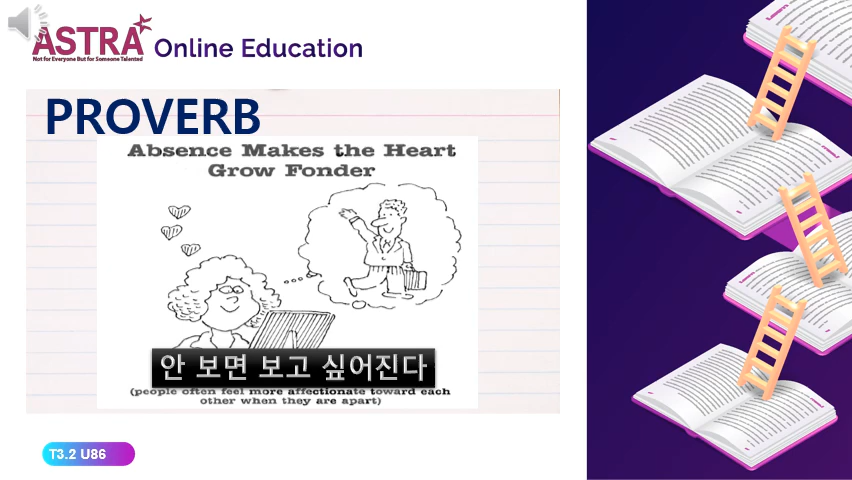 ASTRA Online Education
Not for Everyone But for Someone Talented
PROVERB
Absence Makes the Heart
Grow Fonder
안 보면 보고 싶어진다
(people often feel more affectionate toward each
other when they are apart)
T3.2 U86